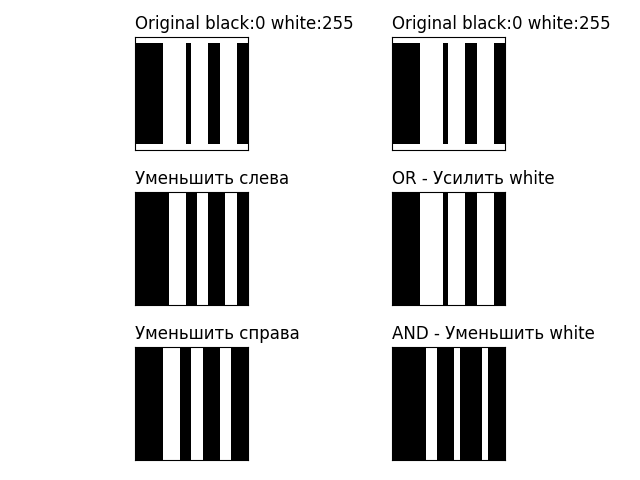 Original black:0 white:255
Original black:0 white:255
Уменьшить слева
OR - Усилить white
Уменьшить справа
AND - Уменьшить white